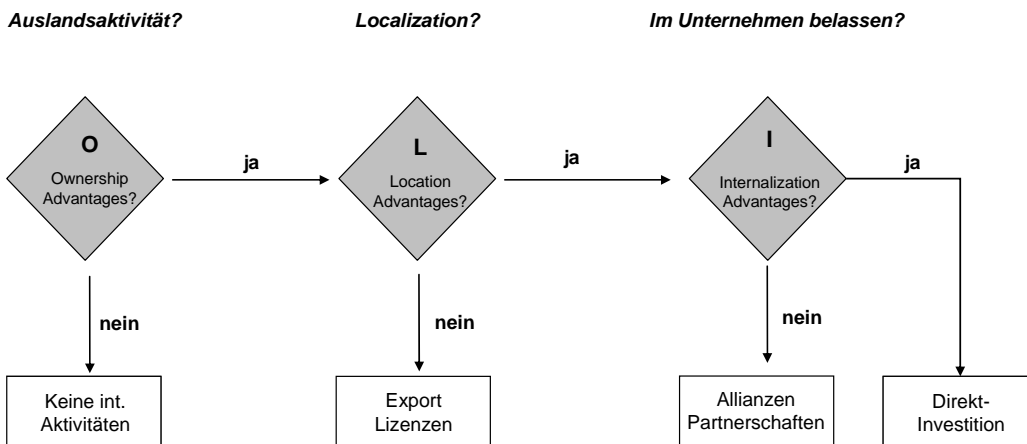 Auslandsaktivität?
Localization?
Im Unternehmen belassen?
O
Ownership
Advantages?
ja
L
Location
Advantages?
ja
I
Internalization
Advantages?
ja
nein
nein
nein
Keine int.
Aktivitäten
Export
Lizenzen
Allianzen
Partnerschaften
Direkt-
Investition